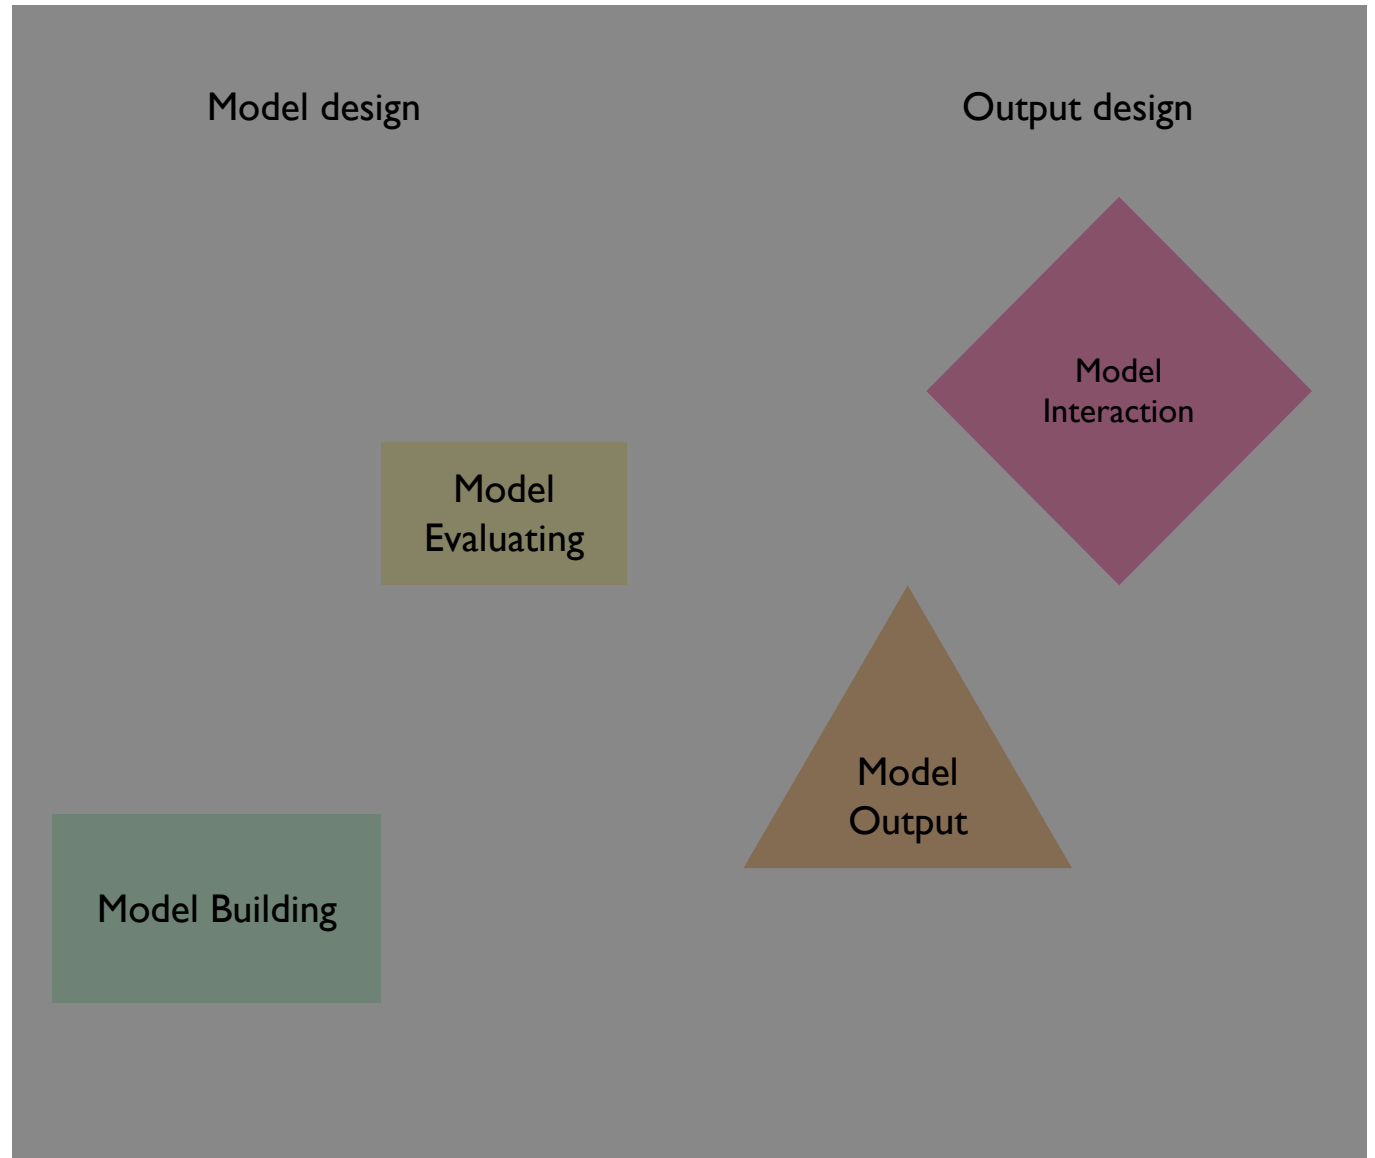 Model design
Output design
Model
Interaction
Model
Evaluating
Model
Output
Model Building